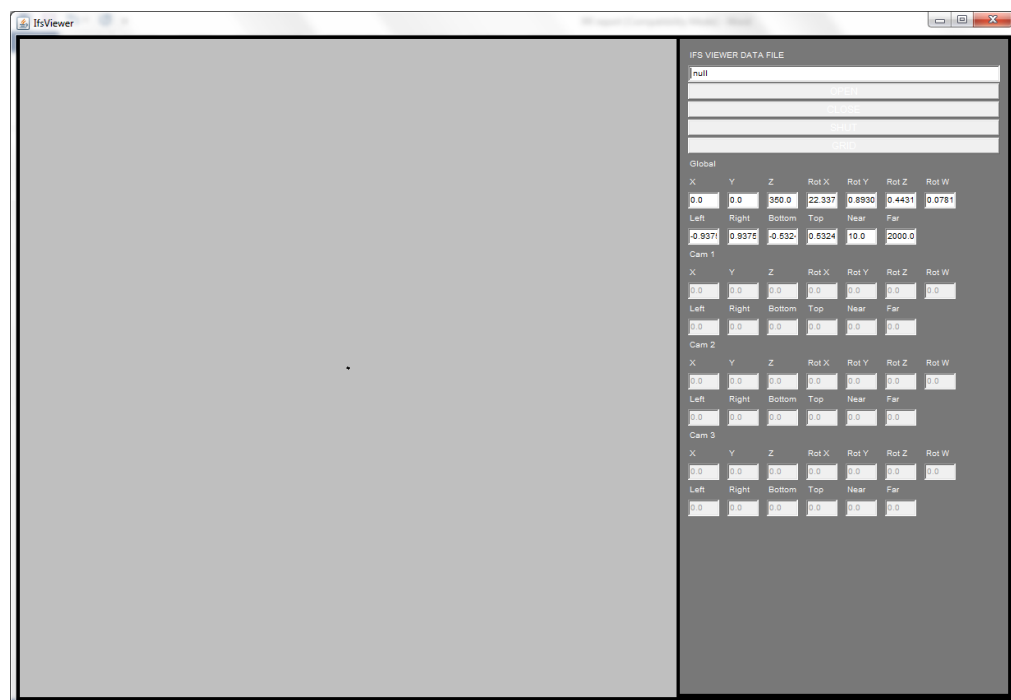 IfsViewer
IFS VIEWER DATA FILE
null
OPEN
CLOSE
SHUT
GRID
Global
X Y Z Rot X Rot Y Rot Z Rot W
0.0 0.0 350.0 22.337 0.8930 0.4431 0.0781
Left Right Bottom Top Near Far
-0.937 0.9375 -0.532 0.5324 10.0 2000.0
Cam 1
X Y Z Rot X Rot Y Rot Z Rot W
0.0 0.0 0.0 0.0 0.0 0.0 0.0
Left Right Bottom Top Near Far
0.0 0.0 0.0 0.0 0.0 0.0
Cam 2
X Y Z Rot X Rot Y Rot Z Rot W
0.0 0.0 0.0 0.0 0.0 0.0 0.0
Left Right Bottom Top Near Far
0.0 0.0 0.0 0.0 0.0 0.0
Cam 3
X Y Z Rot X Rot Y Rot Z Rot W
0.0 0.0 0.0 0.0 0.0 0.0 0.0
Left Right Bottom Top Near Far
0.0 0.0 0.0 0.0 0.0 0.0